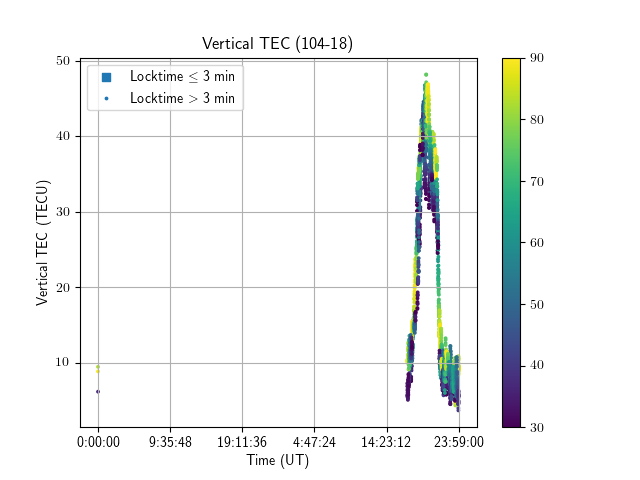 Vertical TEC (104-18)
50
40
30
20
10
Vertical TEC (TECU)
Locktime ≤ 3 min
Locktime > 3 min
0:00:00 9:35:48 19:11:36 4:47:24 14:23:12 23:59:00
Time (UT)
90
80
70
60
50
40
30